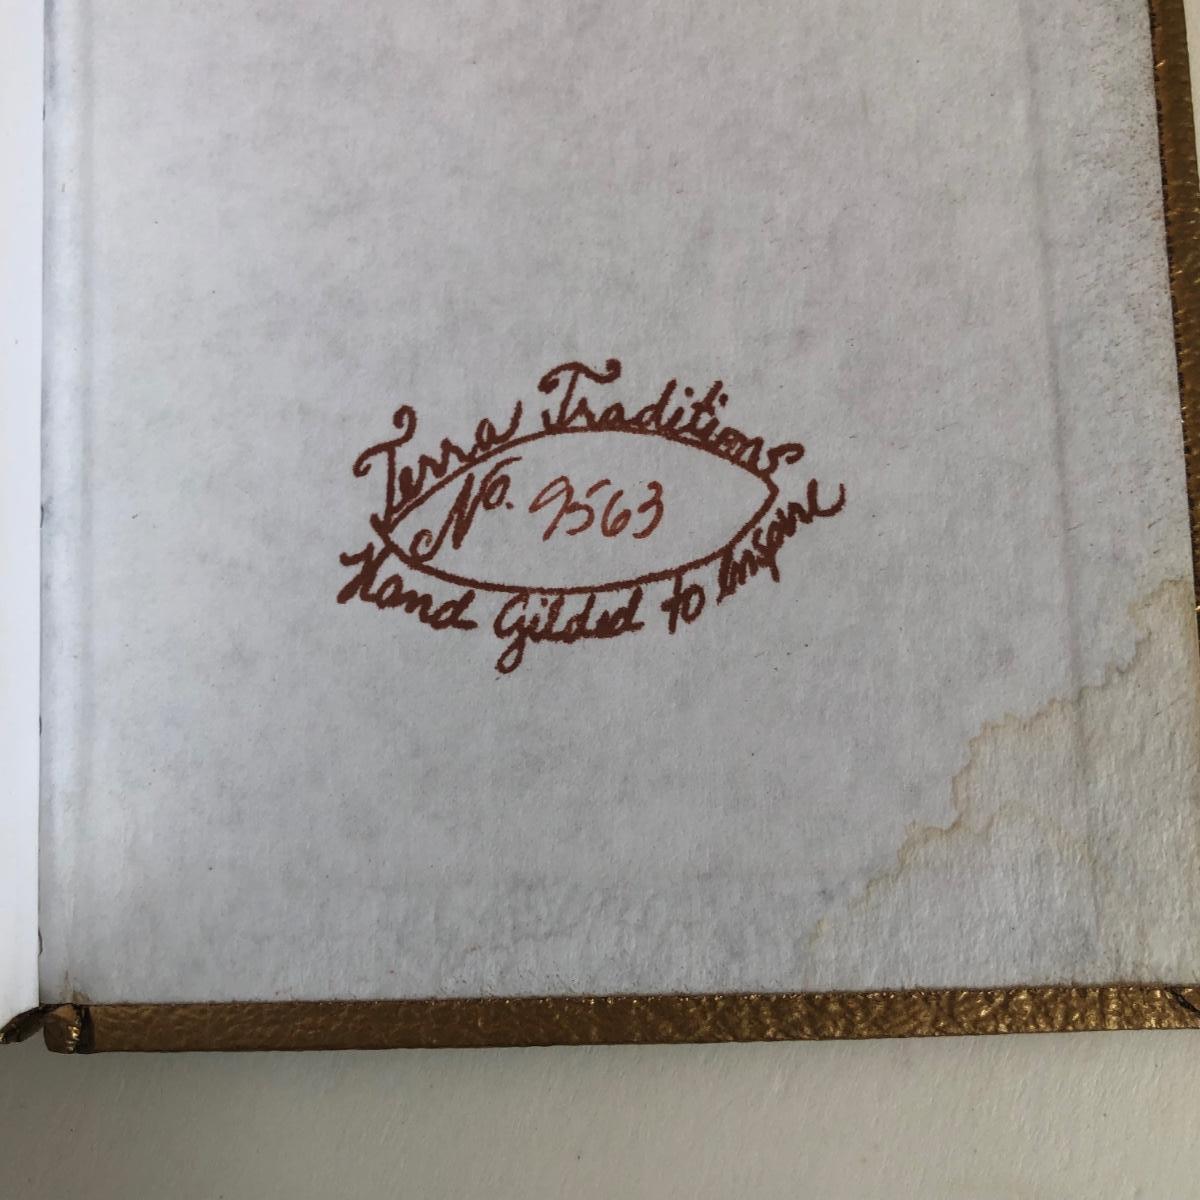 Terra Traditions
No. 9563
Hand Gilded to Inspire